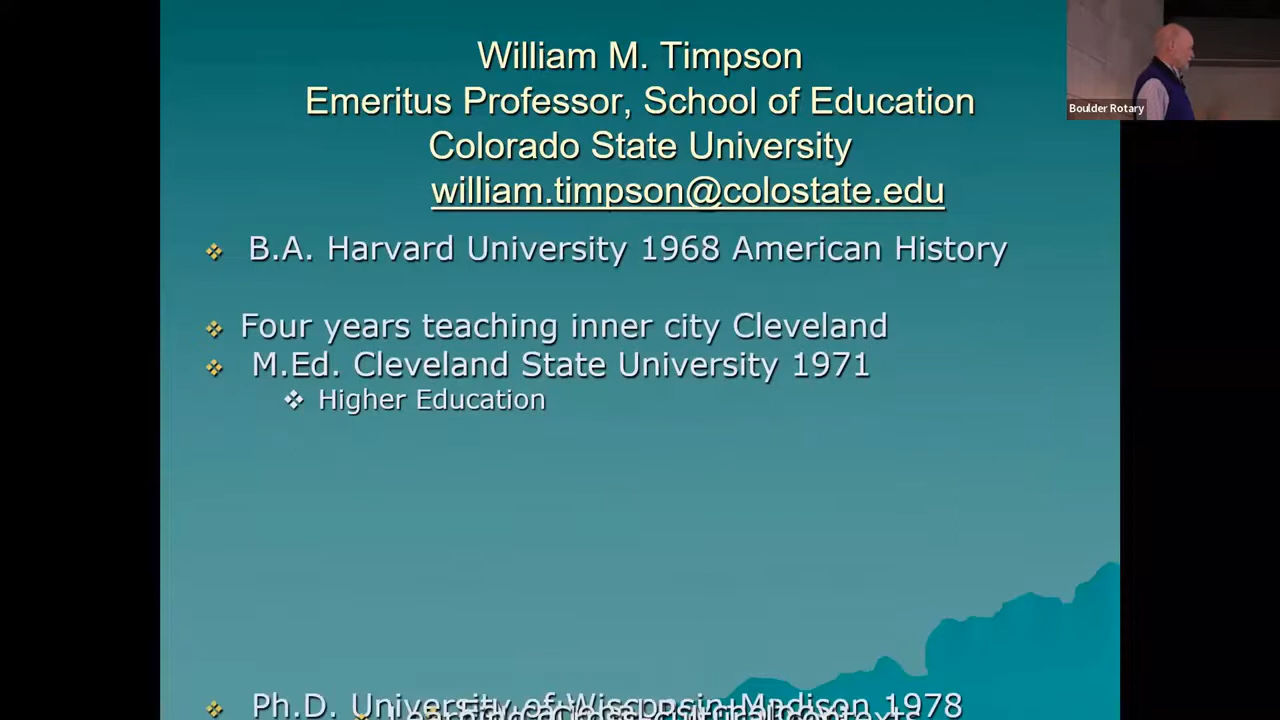 William M. Timpson
Emeritus Professor, School of Education
Colorado State University
william.timpson@colostate.edu
Boulder Rotary
❖ B.A. Harvard University 1968 American History
❖ Four years teaching inner city Cleveland
❖ M.Ed. Cleveland State University 1971
❖ Higher Education
❖ Ph.D. University of Wisconsin-Madison 1978